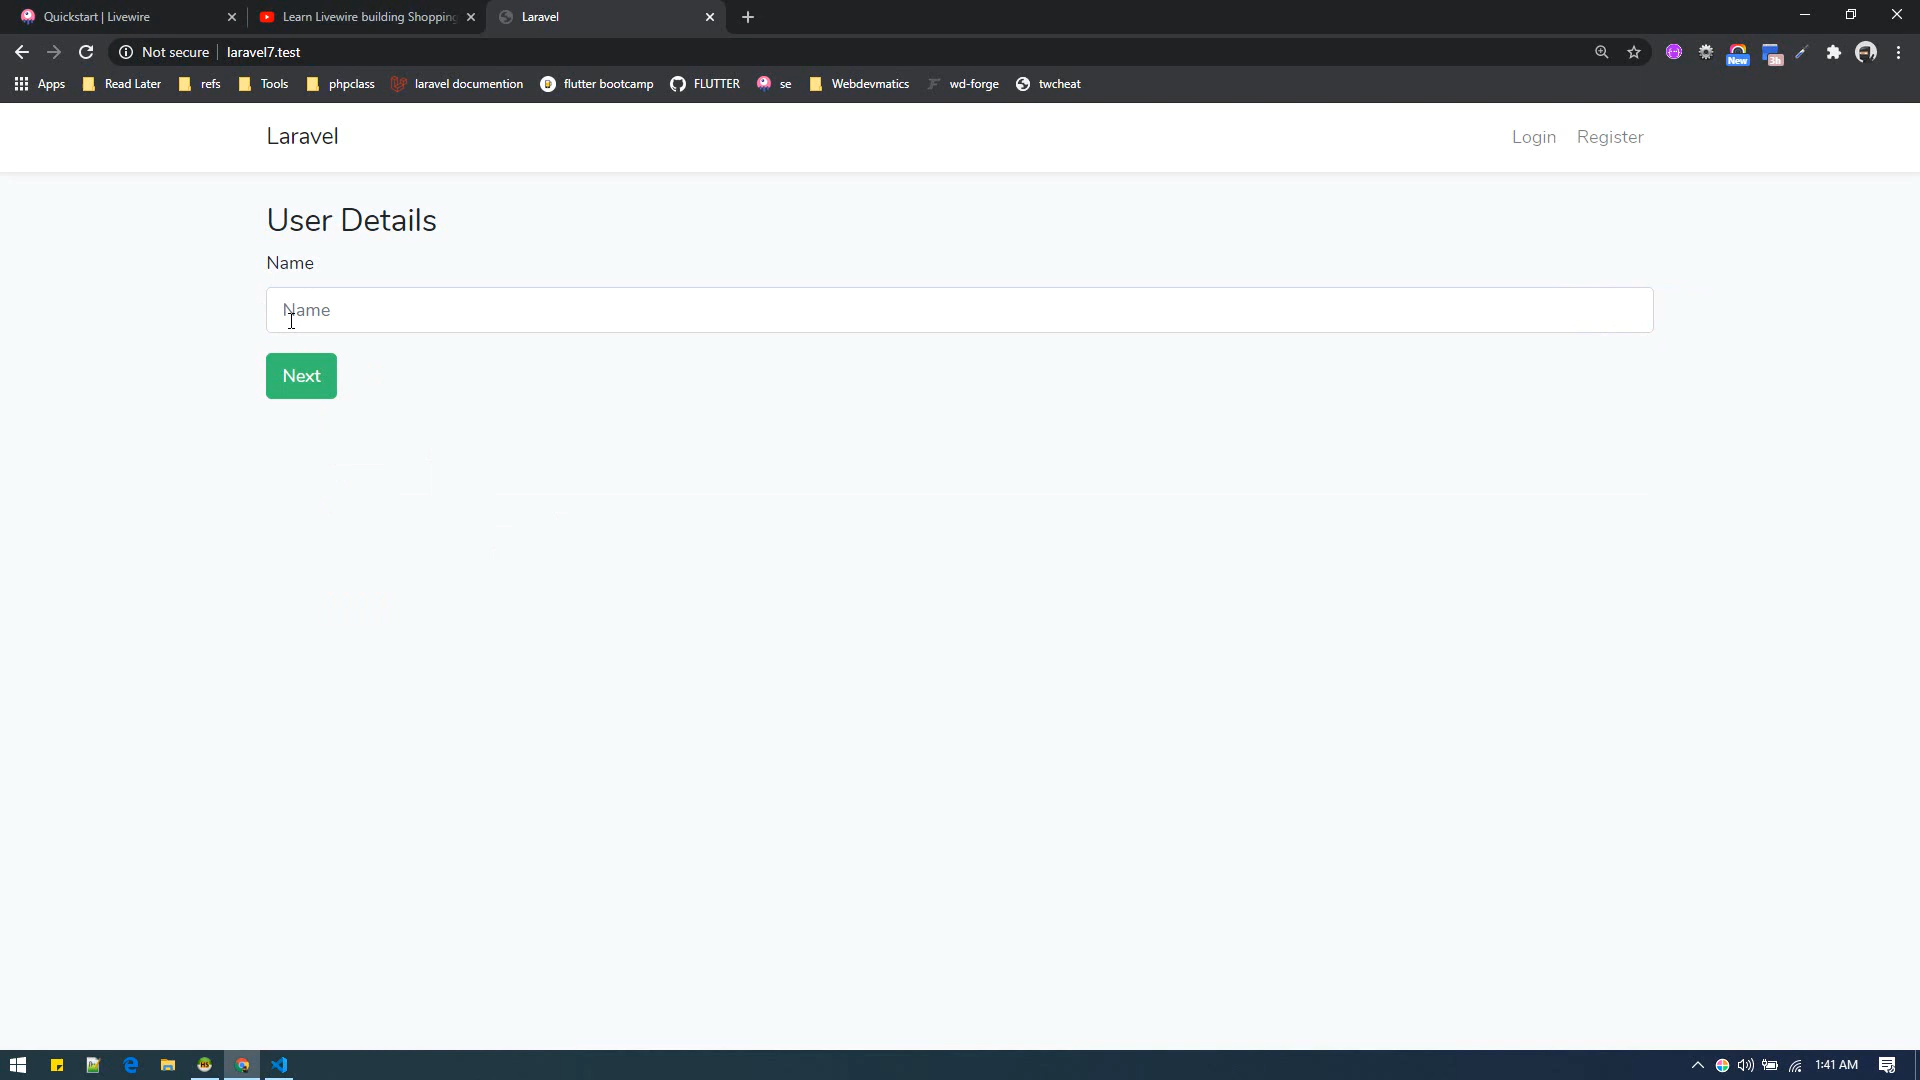 Quickstart | Livewire
Learn Livewire building Shopping
Laravel
Not secure
laravel7.test
New
3h
Apps
Read Later
refs
Tools
phpclass
laravel documention
flutter bootcamp
FLUTTER
se
Webdevmatics
wd-forge
twcheat
Laravel
Login
Register
User Details
Name
Name
Next
1:41 AM